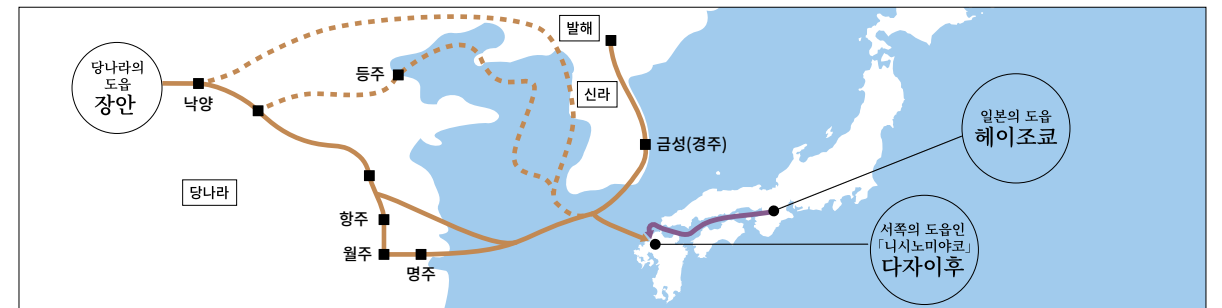 당나라의
도읍
장안
낙양
등주
발해
신라
금성(경주)
당나라
항주
월주
명주
일본의 도읍
헤이조쿄
서쪽의 도읍인
「니시노미야코」
다자이후